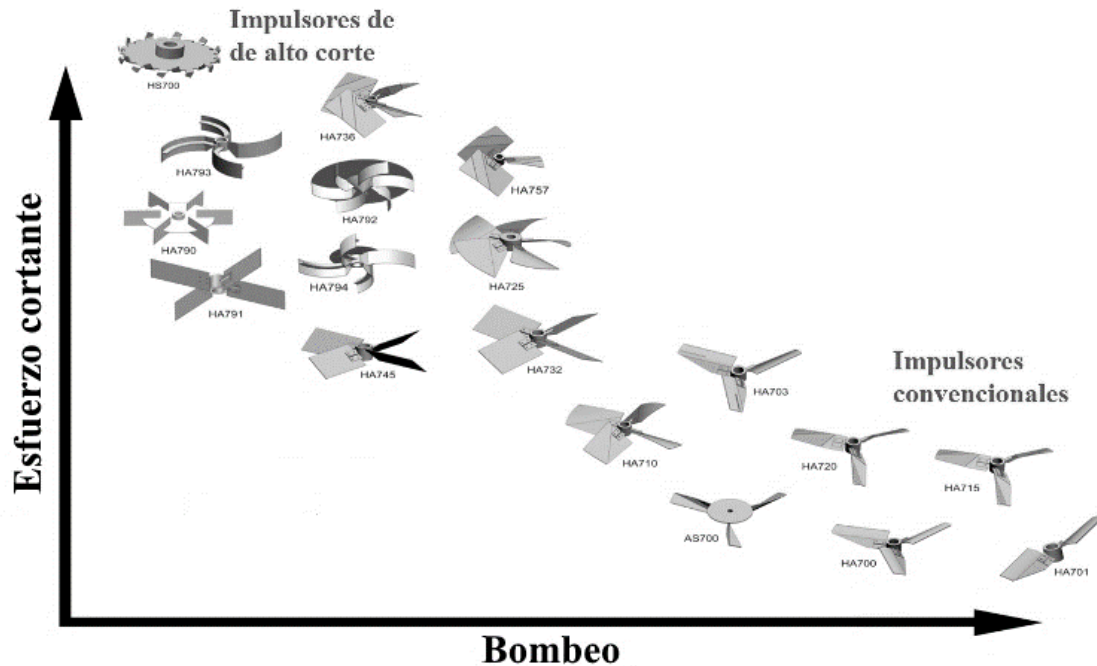 Impulsores de
de alto corte
HS700
HA736
HA793
HA757
HA792
HA790
HA725
HA794
HA791
HA745
HA732
HA703
Impulsores
convencionales
HA710
HA720
HA715
AS700
HA700
HA701
Esfuerzo cortante
Bombeo